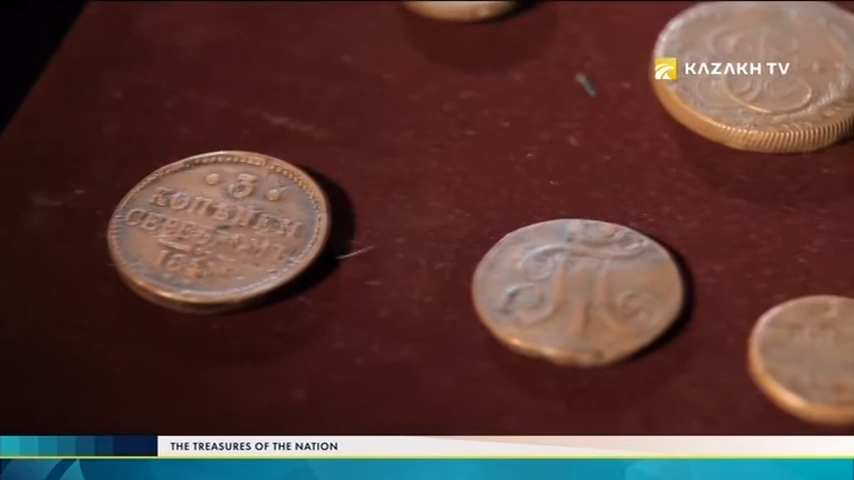 KAZAKH TV
3
КОПѢЙКИ
СЕРЕБРОМЪ
THE TREASURES OF THE NATION